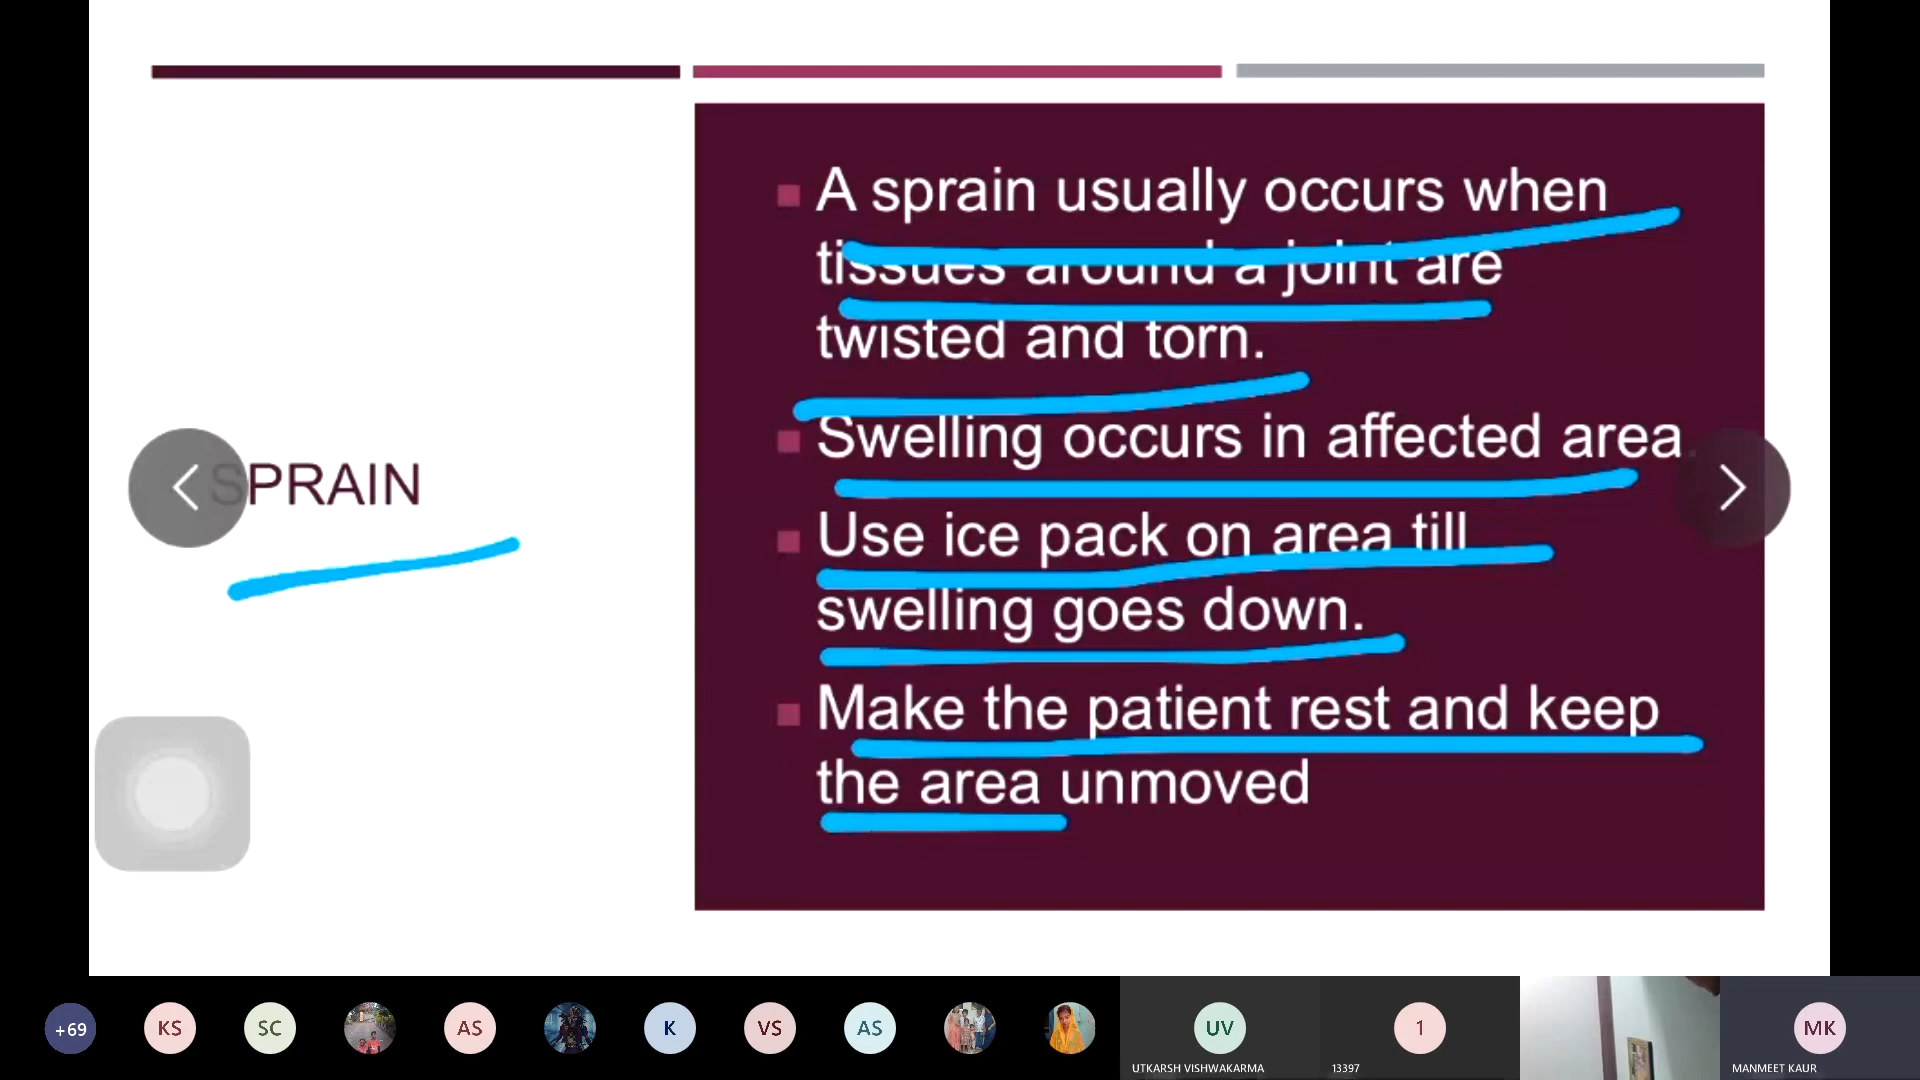 A sprain usually occurs when
tissues around a joint are
twisted and torn.
Swelling occurs in affected area.
SPRAIN
Use ice pack on area till
swelling goes down.
Make the patient rest and keep
the area unmoved
+69
KS
SC
AS
K
VS
AS
UV
1
MK
UTKARSH VISHWAKARMA
13397
MANMEET KAUR